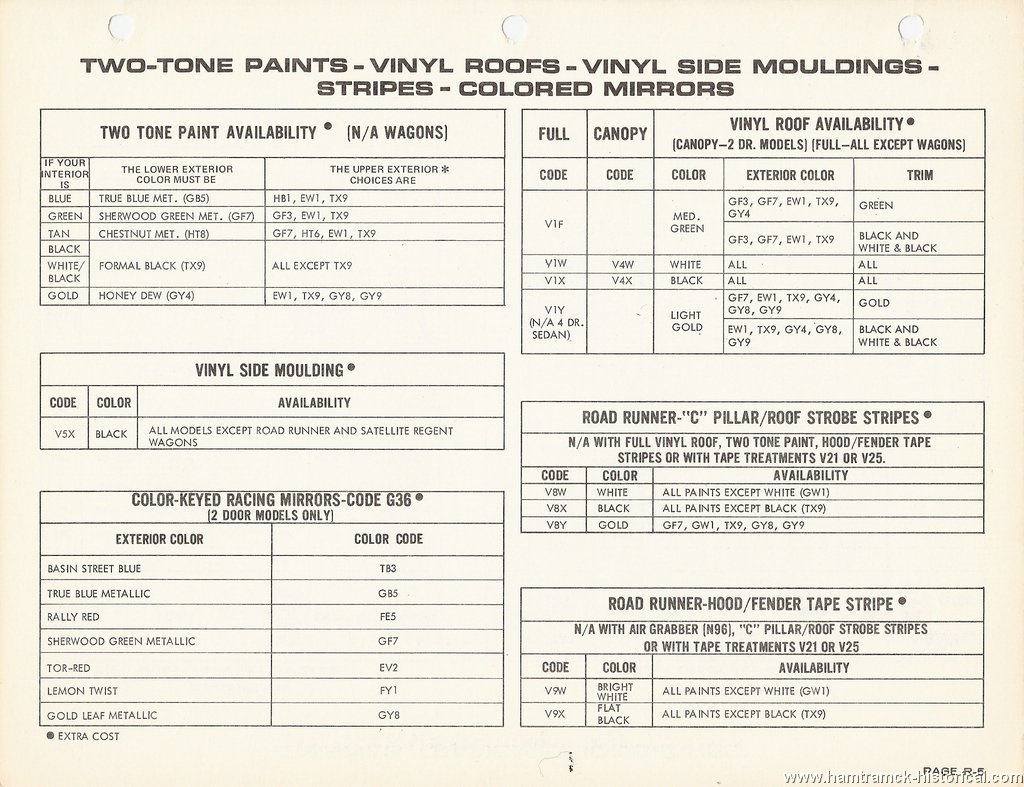 TWO-TONE PAINTS - VINYL ROOFS - VINYL SIDE MOULDINGS -
STRIPES - COLORED MIRRORS
TWO TONE PAINT AVAILABILITY ● (N/A WAGONS)
IF YOUR INTERIOR IS THE LOWER EXTERIOR COLOR MUST BE THE UPPER EXTERIOR * CHOICES ARE
BLUE TRUE BLUE MET. (GB5) HB1, EW1, TX9
GREEN SHERWOOD GREEN MET. (GF7) GF3, EW1, TX9
TAN CHESTNUT MET. (HT8) GF7, HT6, EW1, TX9
BLACK
WHITE/
BLACK FORMAL BLACK (TX9) ALL EXCEPT TX9
GOLD HONEY DEW (GY4) EW1, TX9, GY8, GY9
VINYL SIDE MOULDING ●
CODE COLOR AVAILABILITY
V5X BLACK ALL MODELS EXCEPT ROAD RUNNER AND SATELLITE REGENT
WAGONS
COLOR-KEYED RACING MIRRORS-CODE G36 ●
(2 DOOR MODELS ONLY)
EXTERIOR COLOR COLOR CODE
BASIN STREET BLUE TB3
TRUE BLUE METALLIC GB5
RALLY RED FE5
SHERWOOD GREEN METALLIC GF7
TOR-RED EV2
LEMON TWIST FY1
GOLD LEAF METALLIC GY8
● EXTRA COST
FULL CANOPY VINYL ROOF AVAILABILITY ●
(CANOPY-2 DR. MODELS) (FULL-ALL EXCEPT WAGONS)
CODE CODE COLOR EXTERIOR COLOR TRIM
V1F MED. GREEN GF3, GF7, EW1, TX9, GY4 GREEN
GF3, GF7, EW1, TX9 BLACK AND WHITE & BLACK
V1W V4W WHITE ALL ALL
V1X V4X BLACK ALL ALL
V1Y (N/A 4 DR. SEDAN) LIGHT GOLD GF7, EW1, TX9, GY4, GY8, GY9 GOLD
EW1, TX9, GY4, GY8, GY9 BLACK AND WHITE & BLACK
ROAD RUNNER-"C" PILLAR/ROOF STROBE STRIPES ●
N/A WITH FULL VINYL ROOF, TWO TONE PAINT, HOOD/FENDER TAPE
STRIPES OR WITH TAPE TREATMENTS V21 OR V25.
CODE COLOR AVAILABILITY
V8W WHITE ALL PAINTS EXCEPT WHITE (GW1)
V8X BLACK ALL PAINTS EXCEPT BLACK (TX9)
V8Y GOLD GF7, GW1, TX9, GY8, GY9
ROAD RUNNER-HOOD/FENDER TAPE STRIPE ●
N/A WITH AIR GRABBER (N96), "C" PILLAR/ROOF STROBE STRIPES
OR WITH TAPE TREATMENTS V21 OR V25
CODE COLOR AVAILABILITY
V9W BRIGHT WHITE ALL PAINTS EXCEPT WHITE (GW1)
V9X FLAT BLACK ALL PAINTS EXCEPT BLACK (TX9)
PAGE R-5
www.hamtramck-historical.com